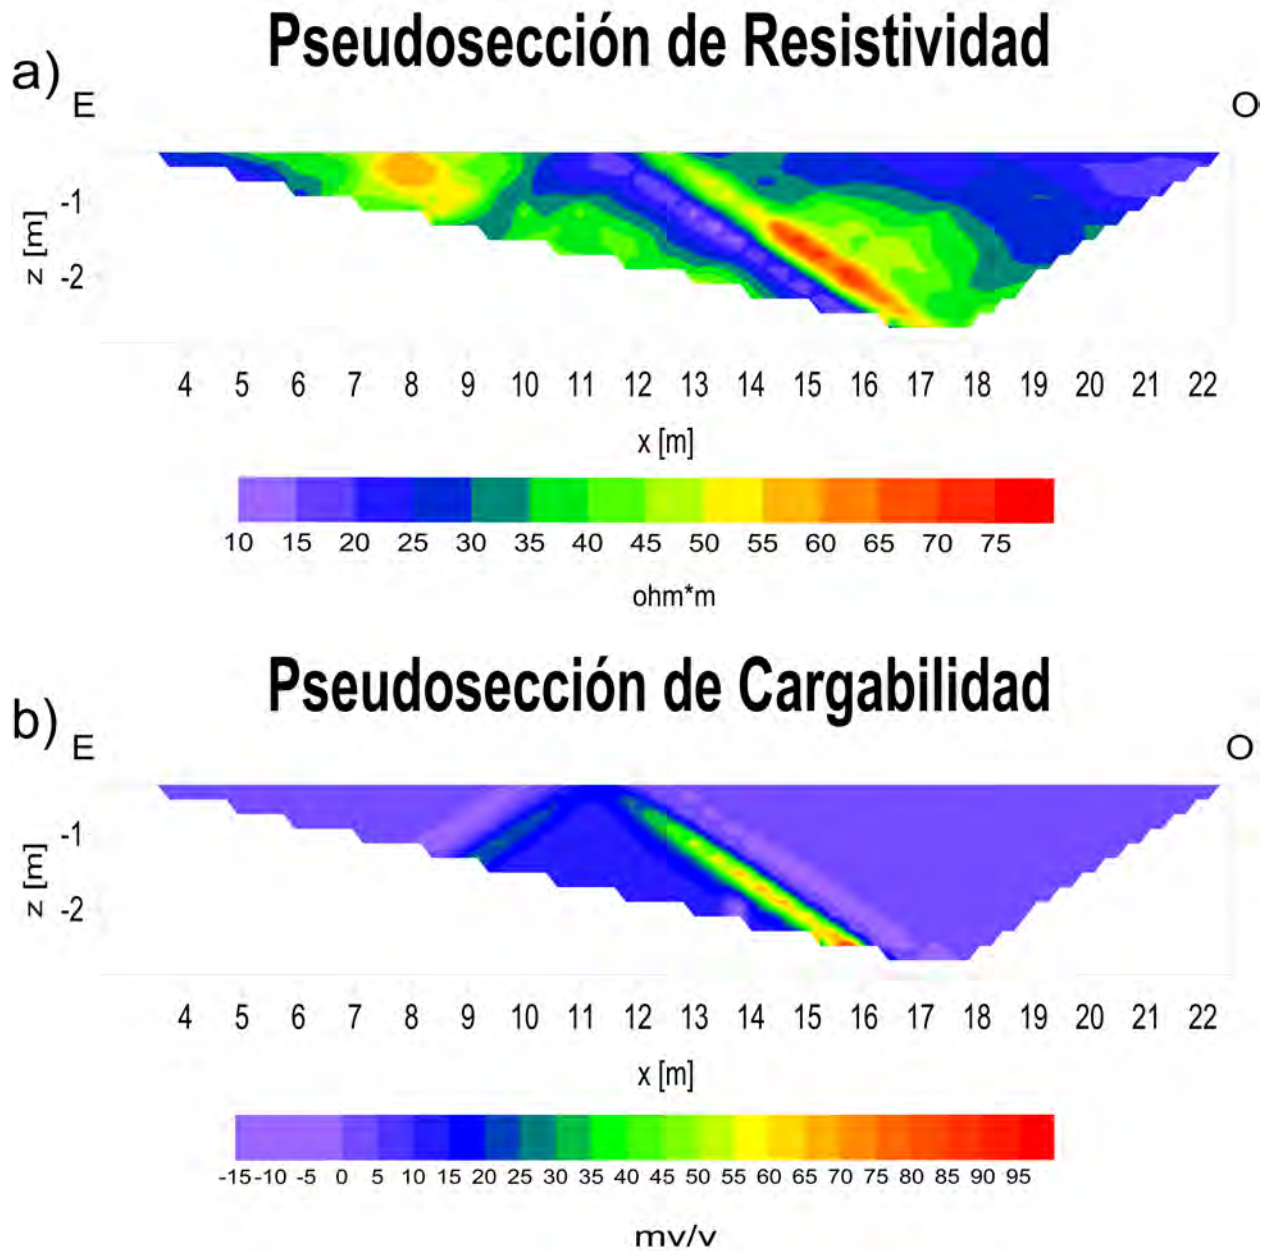 Pseudosección de Resistividad
a)
E O
-1
-2
z [m]
4 5 6 7 8 9 10 11 12 13 14 15 16 17 18 19 20 21 22
x [m]
10 15 20 25 30 35 40 45 50 55 60 65 70 75
ohm*m
Pseudosección de Cargabilidad
b)
E O
-1
-2
z [m]
4 5 6 7 8 9 10 11 12 13 14 15 16 17 18 19 20 21 22
x [m]
-15 -10 -5 0 5 10 15 20 25 30 35 40 45 50 55 60 65 70 75 80 85 90 95
mv/v